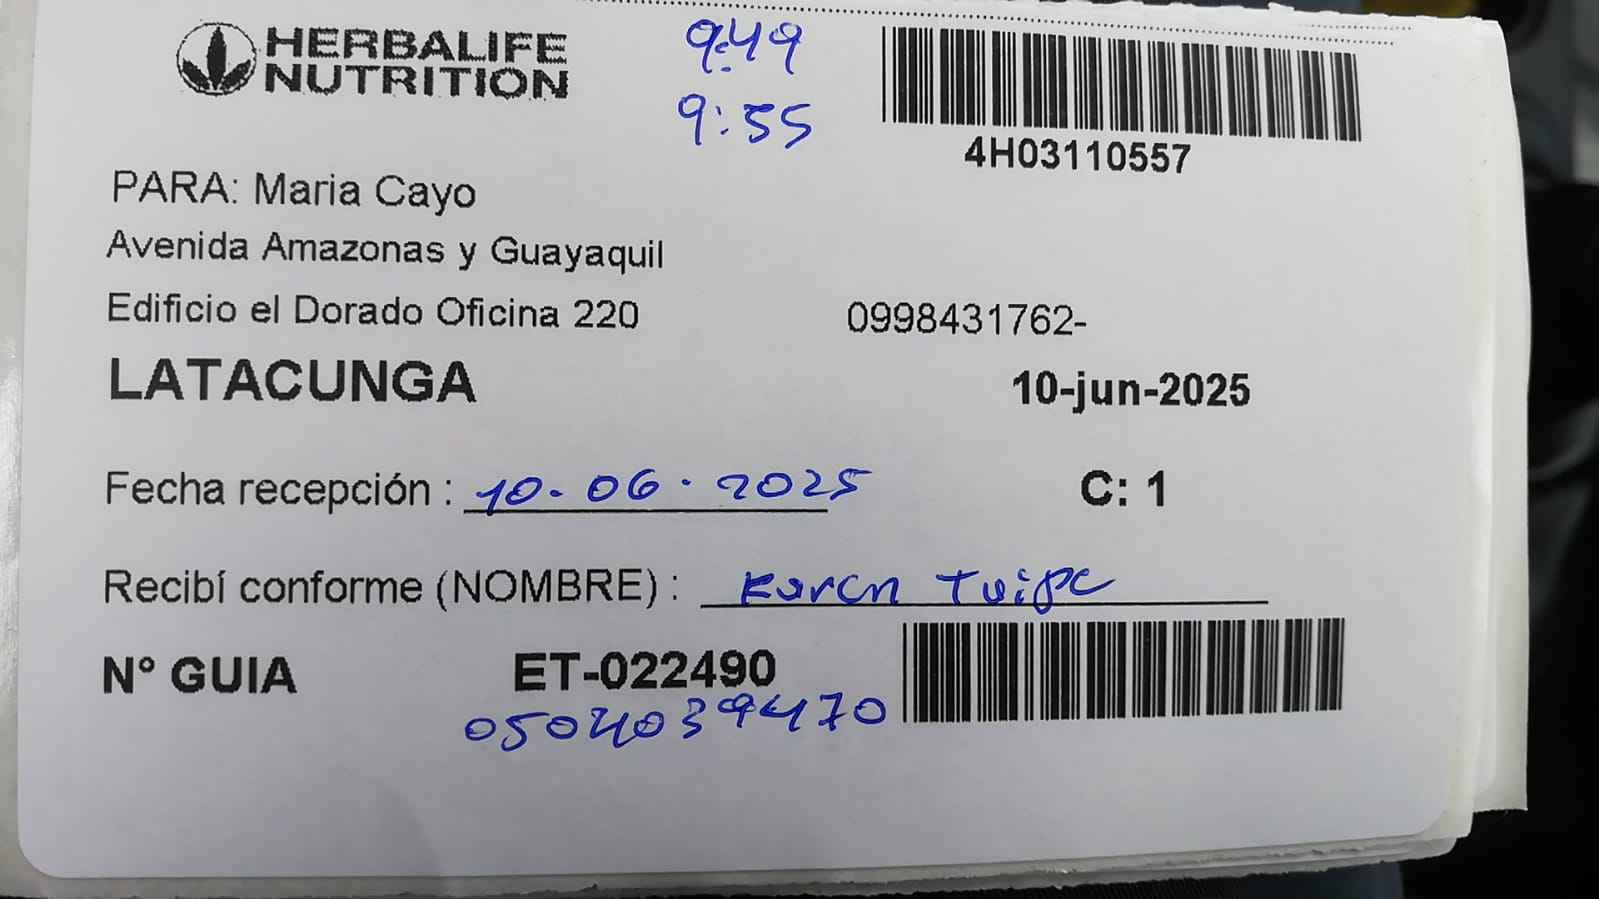 HERBALIFE
NUTRITION
9:49
9:55
4H03110557
PARA: Maria Cayo
Avenida Amazonas y Guayaquil
Edificio el Dorado Oficina 220
0998431762-
LATACUNGA
10-jun-2025
Fecha recepción : 10-06-2025
C: 1
Recibí conforme (NOMBRE) : Karen
N° GUIA ET-022490